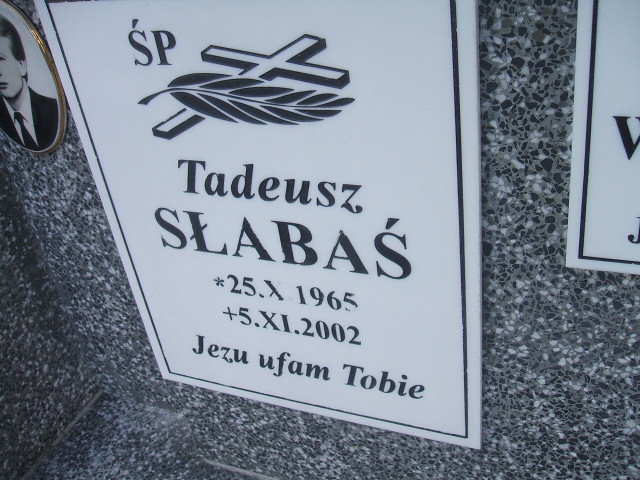 ŚP
Tadeusz
SŁABAŚ
*25.X 1965
+5.XI.2002
Jezu ufam Tobie